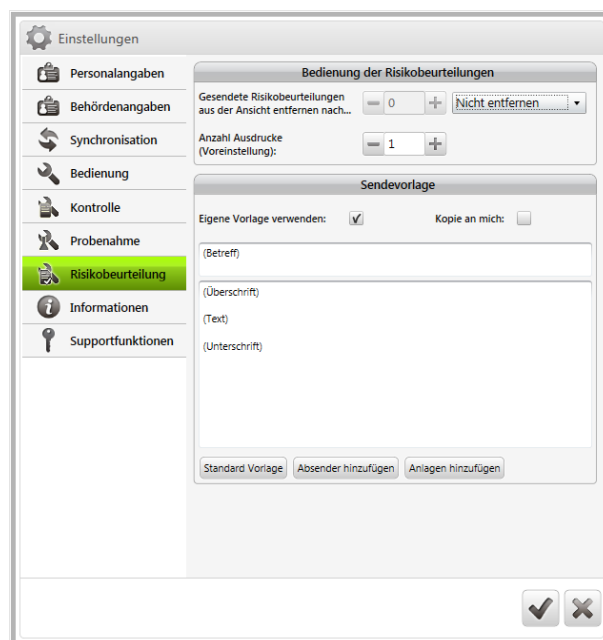 Einstellungen
Personalangaben
Behördenangaben
Synchronisation
Bedienung
Kontrolle
Probenahme
Risikobeurteilung
Informationen
Supportfunktionen
Bedienung der Risikobeurteilungen
Gesendete Risikobeurteilungen
aus der Ansicht entfernen nach...
0
Nicht entfernen
Anzahl Ausdrucke
(Voreinstellung):
1
Sendevorlage
Eigene Vorlage verwenden:
Kopie an mich:
(Betreff)
(Überschrift)
(Text)
(Unterschrift)
Standard Vorlage
Absender hinzufügen
Anlagen hinzufügen